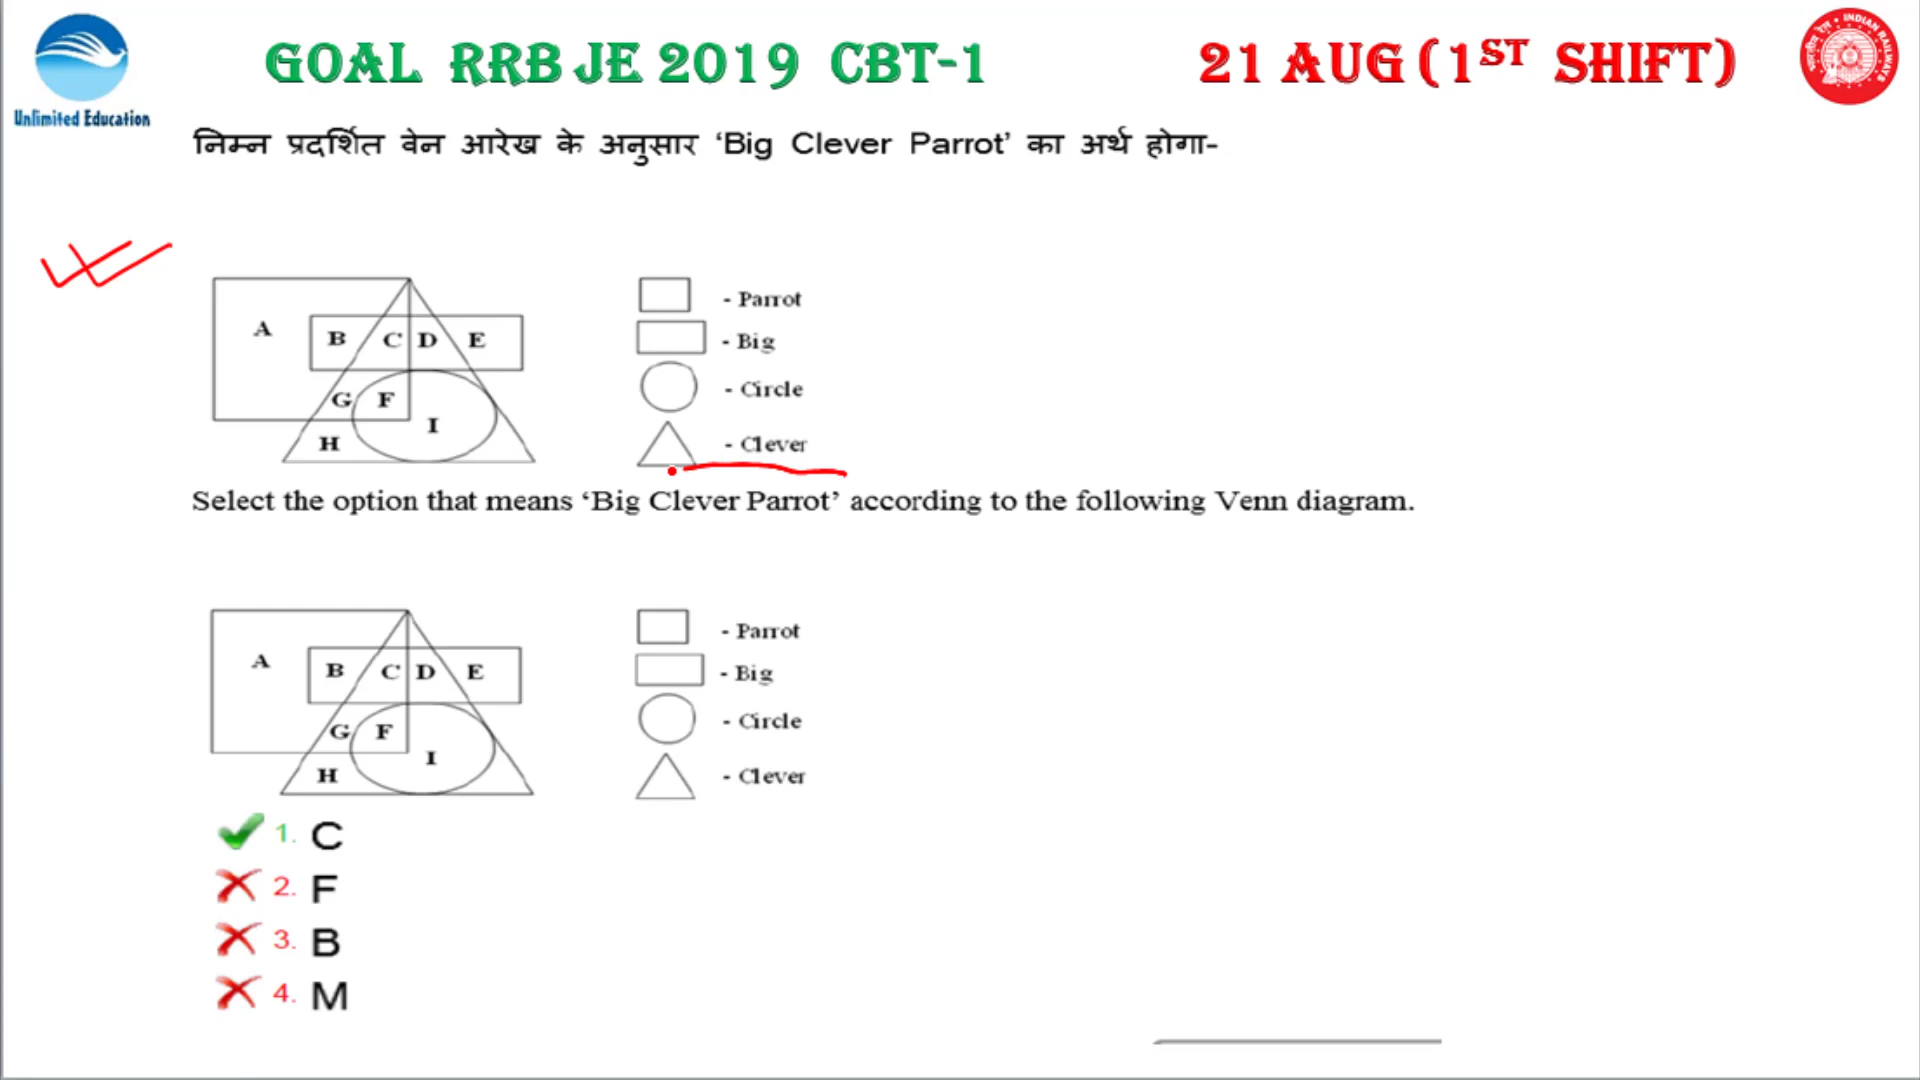 GOAL RRB JE 2019 CBT-1
21 AUG (1ST SHIFT)
Unlimited Education
निम्न प्रदर्शित वेन आरेख के अनुसार ‘Big Clever Parrot’ का अर्थ होगा-
A
B
C
D
E
G
F
I
H
- Parrot
- Big
- Circle
- Clever
Select the option that means ‘Big Clever Parrot’ according to the following Venn diagram.
A
B
C
D
E
G
F
I
H
- Parrot
- Big
- Circle
- Clever
1. C
2. F
3. B
4. M